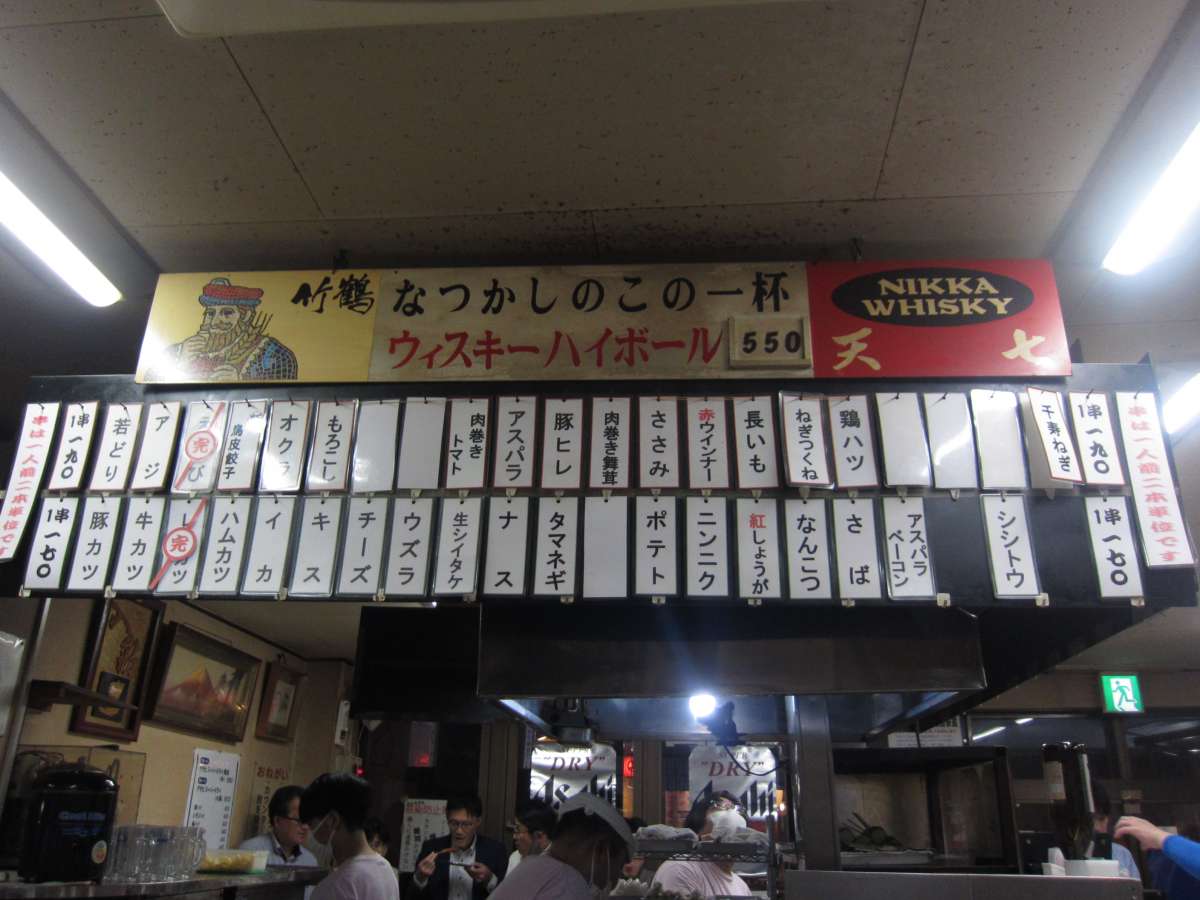 竹鶴
なつかしのこの一杯
ウィスキーハイボール 550
NIKKA
WHISKY
天七
串は一人前二本単位です
1串一九〇
若どり
アジ
完
鶏皮餃子
オクラ
もろこし
肉巻き
トマト
アスパラ
豚ヒレ
肉巻き舞茸
ささみ
赤ウインナー
長いも
ねぎつくね
鶏ハツ
千寿ねぎ
1串一九〇
串は一人前二本単位です
1串一七〇
豚カツ
牛カツ
完
ハムカツ
イカ
キス
チーズ
ウズラ
生シイタケ
ナス
タマネギ
ポテト
ニンニク
紅しょうが
なんこつ
さば
アスパラ
ベーコン
シシトウ
1串一七〇
おねがい
"DRY"
Asahi
"DRY"
Asahi